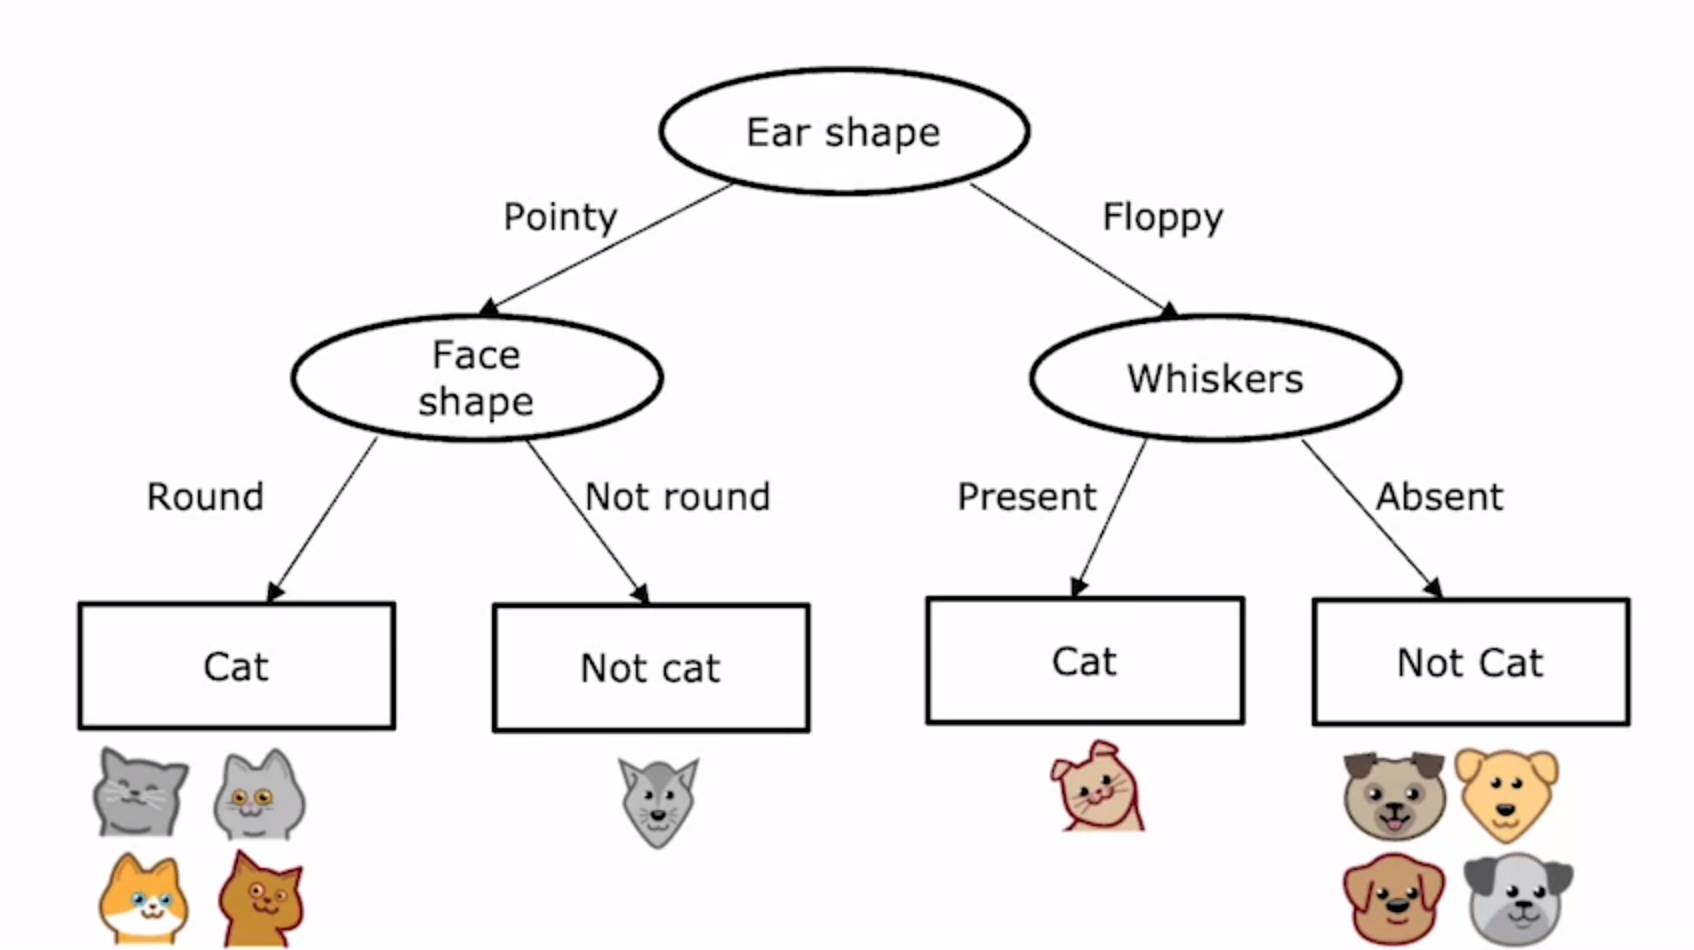 Ear shape
Pointy
Floppy
Face
shape
Whiskers
Round
Not round
Present
Absent
Cat
Not cat
Cat
Not Cat